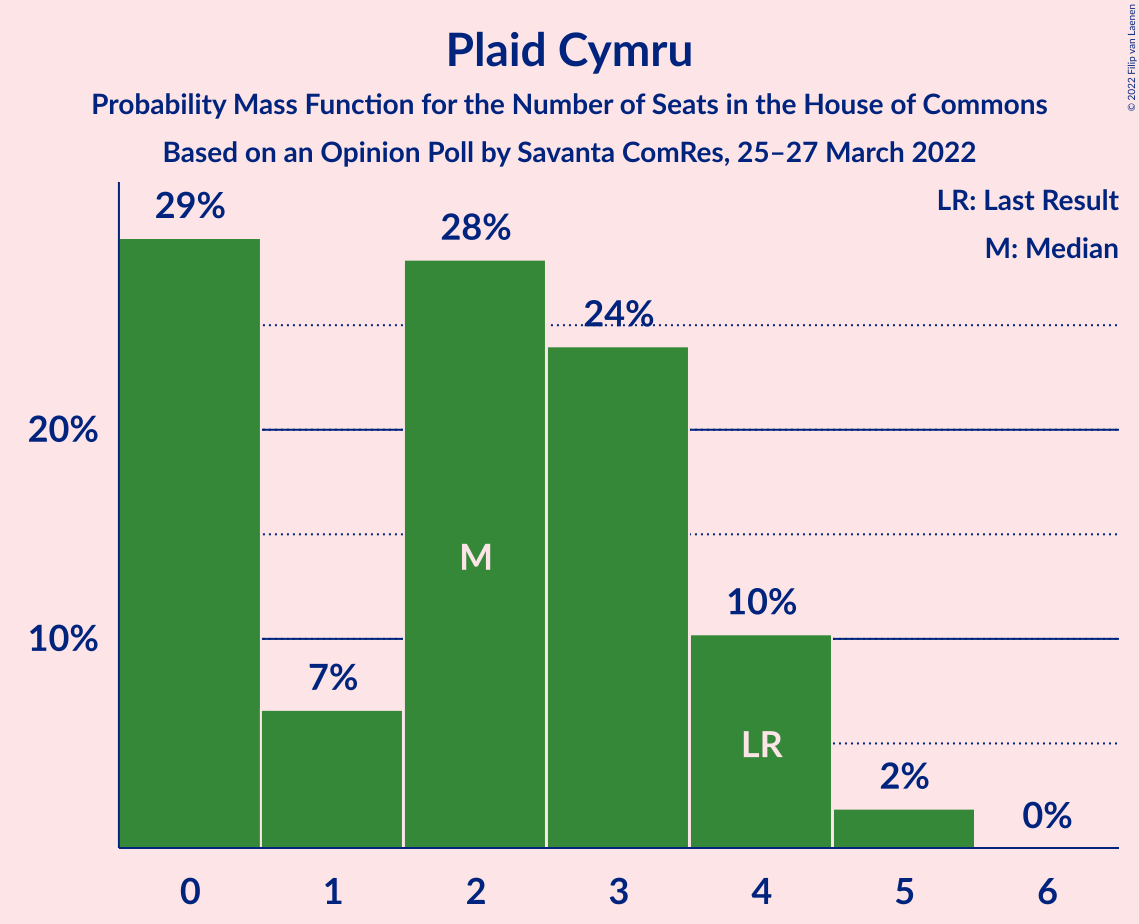 Plaid Cymru
Probability Mass Function for the Number of Seats in the House of Commons
Based on an Opinion Poll by Savanta ComRes, 25–27 March 2022
© 2022 Filip van Laenen
LR: Last Result
M: Median
29%
28%
24%
20%
M
10%
10%
7%
LR
2%
0%
0 1 2 3 4 5 6